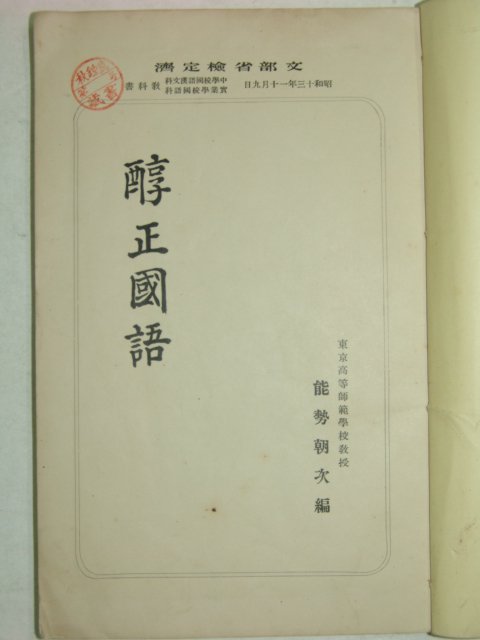 文部省檢定濟
昭和十三年十一月九日
中學校國語漢文科
實業學校國語科
敎科書
醇正國語
東京高等師範學校敎授
能勢朝次編